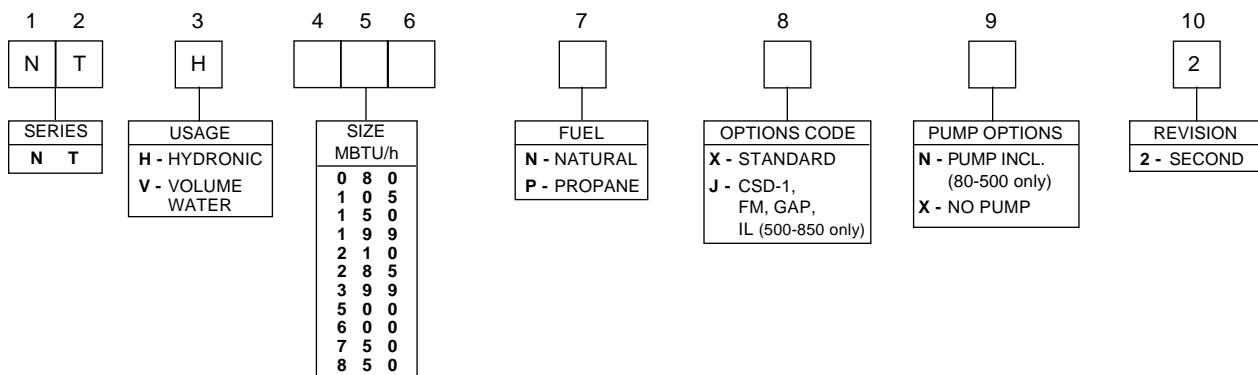 1 2 3 4 5 6 7 8 9 10
N T H 2
SERIES
N T
USAGE
H - HYDRONIC
V - VOLUME
WATER
SIZE
MBTU/h
0 8 0
1 0 5
1 5 0
1 9 9
2 1 0
2 8 5
3 9 9
5 0 0
6 0 0
7 5 0
8 5 0
FUEL
N - NATURAL
P - PROPANE
OPTIONS CODE
X - STANDARD
J - CSD-1,
FM, GAP,
IL (500-850 only)
PUMP OPTIONS
N - PUMP INCL.
(80-500 only)
X - NO PUMP
REVISION
2 - SECOND